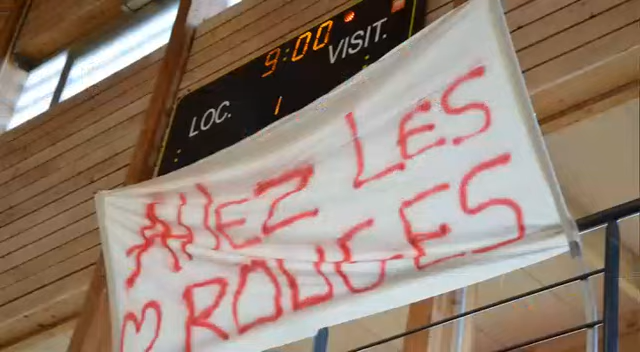 9:00
LOC. VISIT.
1
ALLEZ LES
ROUGES